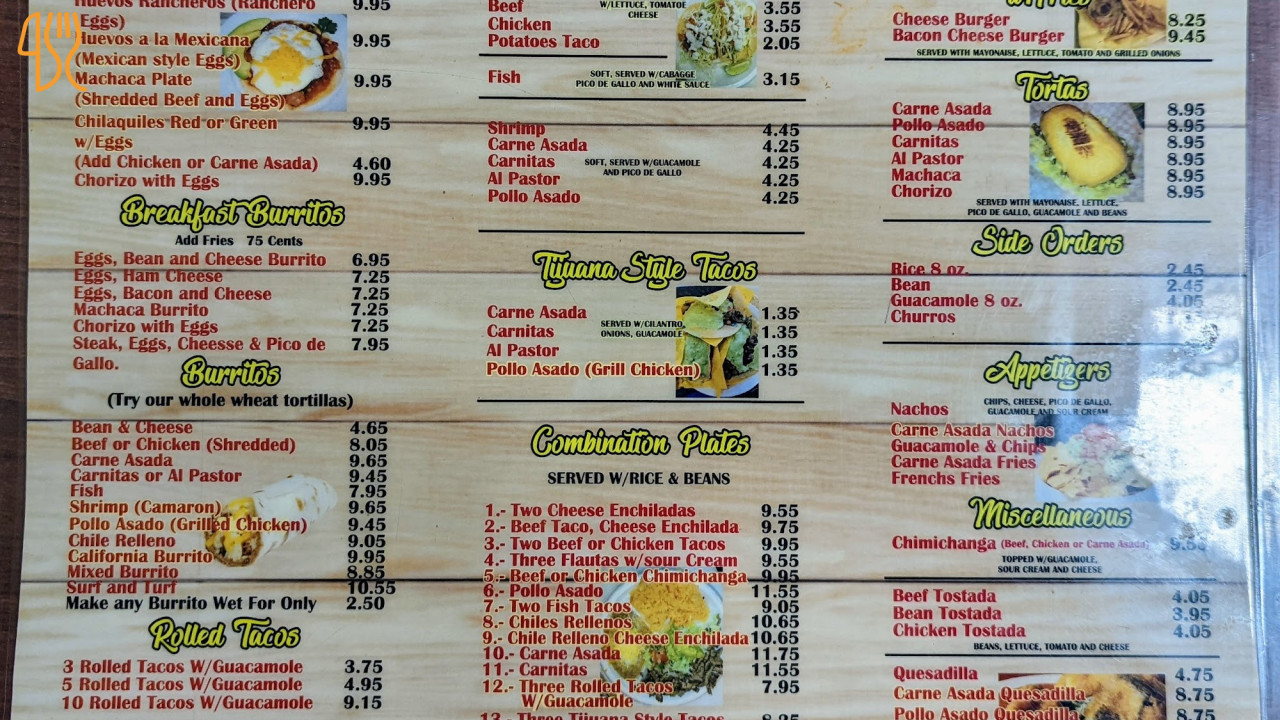 Huevos Rancheros (Ranchero 9.95
Eggs)
Huevos a la Mexicana 9.95
(Mexican style Eggs)
Machaca Plate 9.95
(Shredded Beef and Eggs)
Chilaquiles Red or Green 9.95
w/Eggs
(Add Chicken or Carne Asada) 4.60
Chorizo with Eggs 9.95
Breakfast Burritos
Add Fries 75 Cents
Eggs, Bean and Cheese Burrito 6.95
Eggs, Ham Cheese 7.25
Eggs, Bacon and Cheese 7.25
Machaca Burrito 7.25
Chorizo with Eggs 7.25
Steak, Eggs, Cheesse & Pico de 7.95
Gallo.
Burritos
(Try our whole wheat tortillas)
Bean & Cheese 4.65
Beef or Chicken (Shredded) 8.05
Carne Asada 9.65
Carnitas or Al Pastor 9.45
Fish 7.95
Shrimp (Camaron) 9.65
Pollo Asado (Grilled Chicken) 9.45
Chile Relleno 9.05
California Burrito 9.95
Mixed Burrito 8.85
Surf and Turf 10.55
Make any Burrito Wet For Only 2.50
Rolled Tacos
3 Rolled Tacos W/Guacamole 3.75
5 Rolled Tacos W/Guacamole 4.95
10 Rolled Tacos W/Guacamole 9.15
Beef 3.55
W/LETTUCE, TOMATOE
CHEESE
Chicken 3.55
Potatoes Taco 2.05
Fish 3.15
SOFT, SERVED W/CABAGGE
PICO DE GALLO AND WHITE SAUCE
Shrimp 4.45
Carne Asada 4.25
Carnitas 4.25
SOFT, SERVED W/GUACAMOLE
AND PICO DE GALLO
Al Pastor 4.25
Pollo Asado 4.25
Tijuana Style Tacos
Carne Asada 1.35
Carnitas 1.35
SERVED W/CILANTRO,
ONIONS, GUACAMOLE
Al Pastor 1.35
Pollo Asado (Grill Chicken) 1.35
Combination Plates
SERVED W/RICE & BEANS
1.- Two Cheese Enchiladas 9.55
2.- Beef Taco, Cheese Enchilada 9.75
3.- Two Beef or Chicken Tacos 9.95
4.- Three Flautas w/sour Cream 9.55
5.- Beef or Chicken Chimichanga 9.95
6.- Pollo Asado 11.55
7.- Two Fish Tacos 9.05
8.- Chiles Rellenos 10.65
9.- Chile Relleno Cheese Enchilada 10.65
10.- Carne Asada 11.75
11.- Carnitas 11.55
12.- Three Rolled Tacos 7.95
W/Guacamole
13.- Three Tijuana Style Tacos 8.95
w/Fries
Cheese Burger 8.25
Bacon Cheese Burger 9.45
SERVED WITH MAYONAISE, LETTUCE, TOMATO AND GRILLED ONIONS
Tortas
Carne Asada 8.95
Pollo Asado 8.95
Carnitas 8.95
Al Pastor 8.95
Machaca 8.95
Chorizo 8.95
SERVED WITH MAYONAISE, LETTUCE,
PICO DE GALLO, GUACAMOLE AND BEANS
Side Orders
Rice 8 oz. 2.45
Bean 2.45
Guacamole 8 oz. 4.05
Churros
Appetigers
Nachos
CHIPS, CHEESE, PICO DE GALLO,
GUACAMOLE AND SOUR CREAM
Carne Asada Nachos
Guacamole & Chips
Carne Asada Fries
Frenchs Fries
Miscellaneous
Chimichanga (Beef, Chicken or Carne Asada)
TOPPED W/GUACAMOLE,
SOUR CREAM AND CHEESE
Beef Tostada 4.05
Bean Tostada 3.95
Chicken Tostada 4.05
BEANS, LETTUCE, TOMATO AND CHEESE
Quesadilla 4.75
Carne Asada Quesadilla 8.75
Pollo Asado Quesadilla 8.75